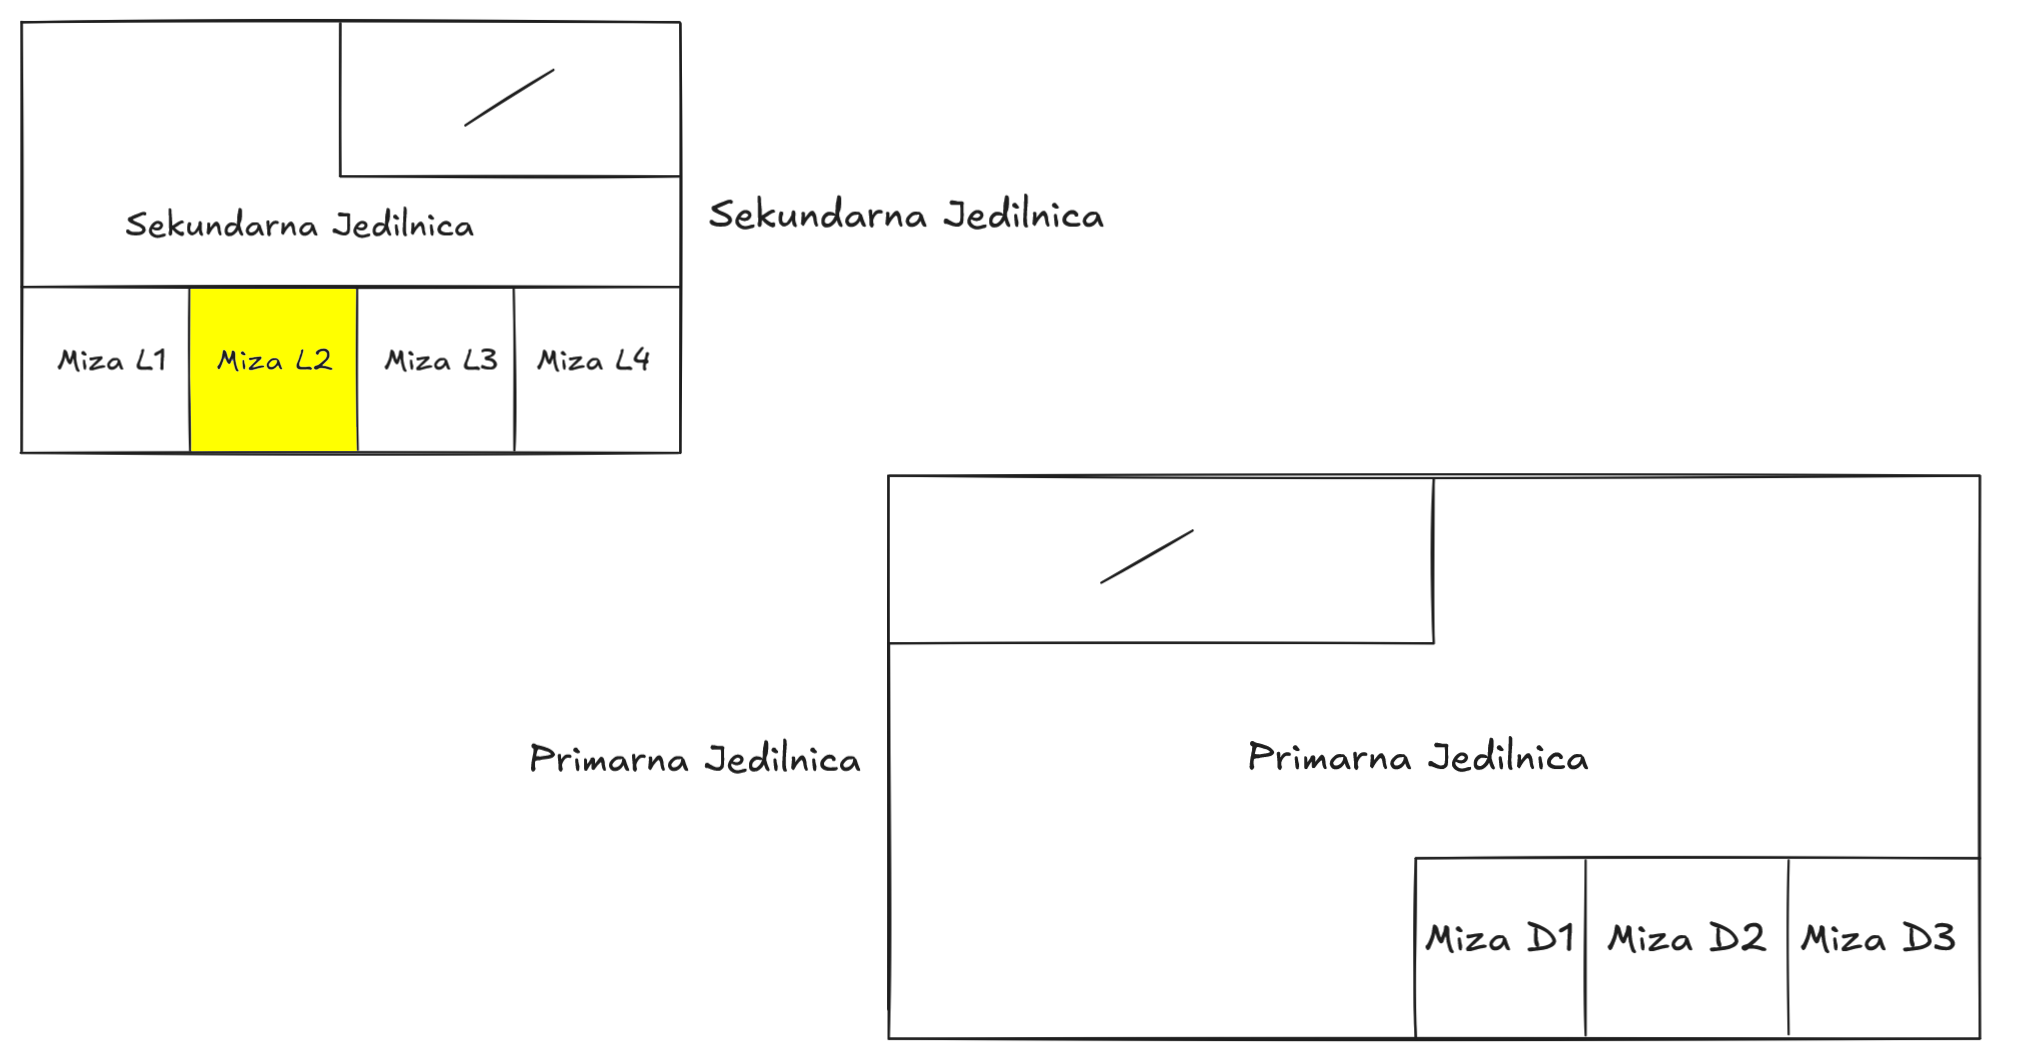 Sekundarna Jedilnica
Sekundarna Jedilnica
Miza L1
Miza L2
Miza L3
Miza L4
Primarna Jedilnica
Primarna Jedilnica
Miza D1
Miza D2
Miza D3